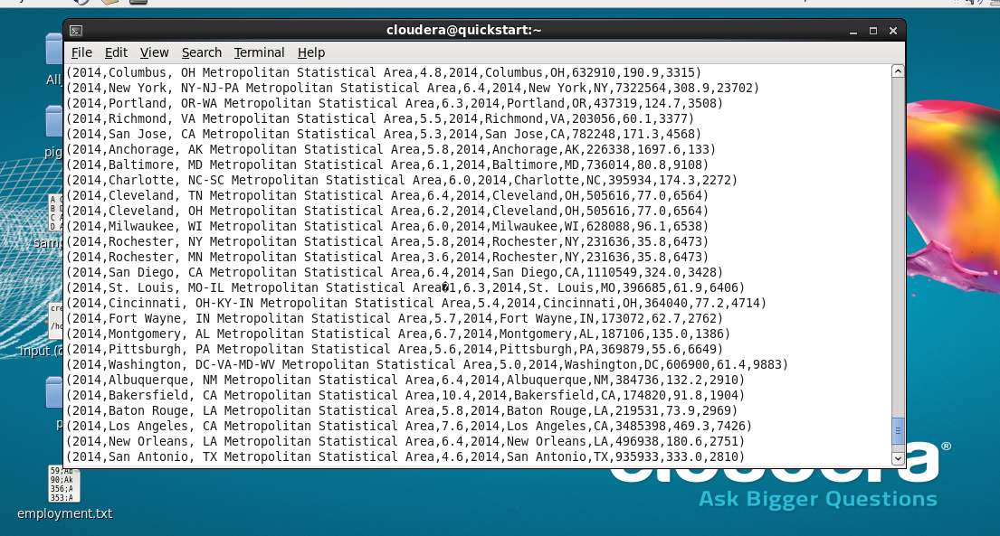 cloudera@quickstart:~
File Edit View Search Terminal Help
(2014,Columbus, OH Metropolitan Statistical Area,4.8,2014,Columbus,OH,632910,190.9,3315)
(2014,New York, NY-NJ-PA Metropolitan Statistical Area,6.4,2014,New York,NY,7322564,308.9,23702)
(2014,Portland, OR-WA Metropolitan Statistical Area,6.3,2014,Portland,OR,437319,124.7,3508)
(2014,Richmond, VA Metropolitan Statistical Area,5.5,2014,Richmond,VA,203056,60.1,3377)
(2014,San Jose, CA Metropolitan Statistical Area,5.3,2014,San Jose,CA,782248,171.3,4568)
(2014,Anchorage, AK Metropolitan Statistical Area,5.8,2014,Anchorage,AK,226338,1697.6,133)
(2014,Baltimore, MD Metropolitan Statistical Area,6.1,2014,Baltimore,MD,736014,80.8,9108)
(2014,Charlotte, NC-SC Metropolitan Statistical Area,6.0,2014,Charlotte,NC,395934,174.3,2272)
(2014,Cleveland, TN Metropolitan Statistical Area,6.4,2014,Cleveland,OH,505616,77.0,6564)
(2014,Cleveland, OH Metropolitan Statistical Area,6.2,2014,Cleveland,OH,505616,77.0,6564)
(2014,Milwaukee, WI Metropolitan Statistical Area,6.0,2014,Milwaukee,WI,628088,96.1,6538)
(2014,Rochester, NY Metropolitan Statistical Area,5.8,2014,Rochester,NY,231636,35.8,6473)
(2014,Rochester, MN Metropolitan Statistical Area,3.6,2014,Rochester,NY,231636,35.8,6473)
(2014,San Diego, CA Metropolitan Statistical Area,6.4,2014,San Diego,CA,1110549,324.0,3428)
(2014,St. Louis, MO-IL Metropolitan Statistical Area�1,6.3,2014,St. Louis,MO,396685,61.9,6406)
(2014,Cincinnati, OH-KY-IN Metropolitan Statistical Area,5.4,2014,Cincinnati,OH,364040,77.2,4714)
(2014,Fort Wayne, IN Metropolitan Statistical Area,5.7,2014,Fort Wayne,IN,173072,62.7,2762)
(2014,Montgomery, AL Metropolitan Statistical Area,6.7,2014,Montgomery,AL,187106,135.0,1386)
(2014,Pittsburgh, PA Metropolitan Statistical Area,5.6,2014,Pittsburgh,PA,369879,55.6,6649)
(2014,Washington, DC-VA-MD-WV Metropolitan Statistical Area,5.0,2014,Washington,DC,606900,61.4,9883)
(2014,Albuquerque, NM Metropolitan Statistical Area,6.4,2014,Albuquerque,NM,384736,132.2,2910)
(2014,Bakersfield, CA Metropolitan Statistical Area,10.4,2014,Bakersfield,CA,174820,91.8,1904)
(2014,Baton Rouge, LA Metropolitan Statistical Area,5.8,2014,Baton Rouge,LA,219531,73.9,2969)
(2014,Los Angeles, CA Metropolitan Statistical Area,7.6,2014,Los Angeles,CA,3485398,469.3,7426)
(2014,New Orleans, LA Metropolitan Statistical Area,6.4,2014,New Orleans,LA,496938,180.6,2751)
(2014,San Antonio, TX Metropolitan Statistical Area,4.6,2014,San Antonio,TX,935933,333.0,2810)
All
pig
samp
input (c
p
59;Ab
90;Ak
356;A
353:A
employment.txt
cloudera®
Ask Bigger Questions